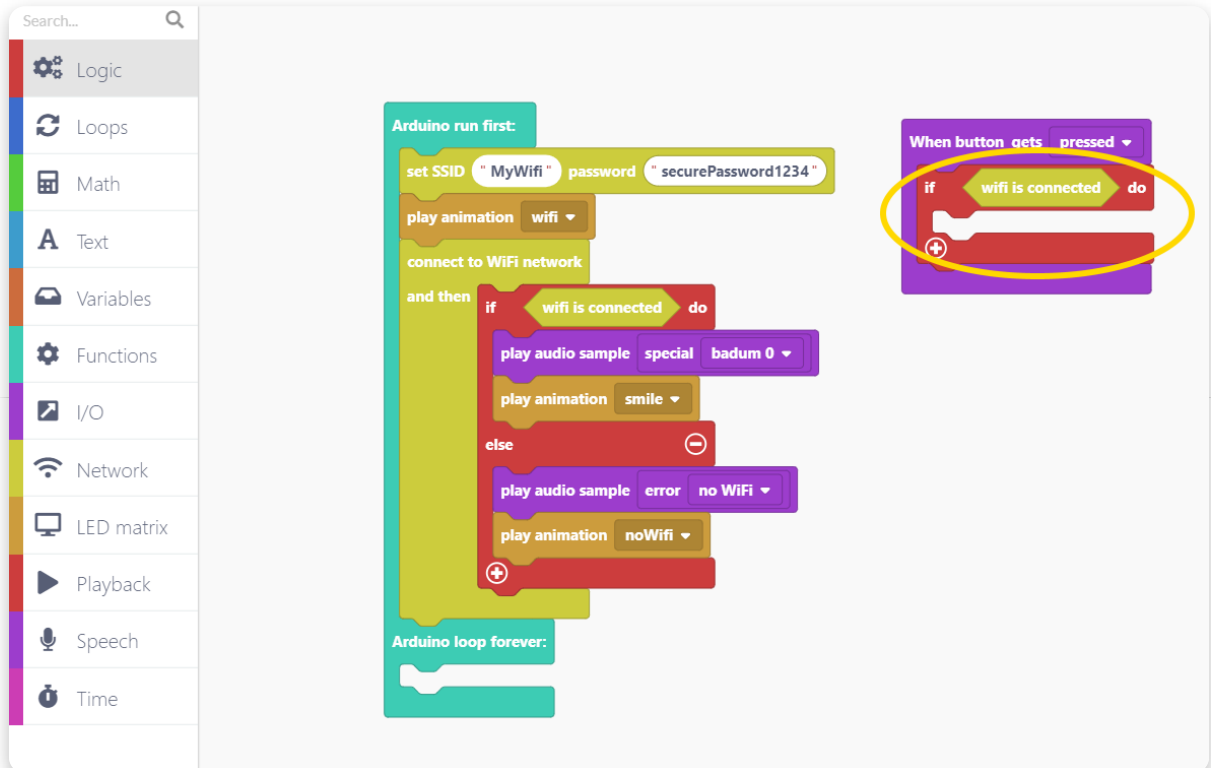 Search...
Logic
Loops
Math
Text
Variables
Functions
I/O
Network
LED matrix
Playback
Speech
Time
Arduino run first:
set SSID " MyWifi " password " securePassword1234 "
play animation wifi
connect to WiFi network
and then if wifi is connected do
play audio sample special badum 0
play animation smile
else
play audio sample error no WiFi
play animation noWifi
Arduino loop forever:
When button gets pressed
if wifi is connected do